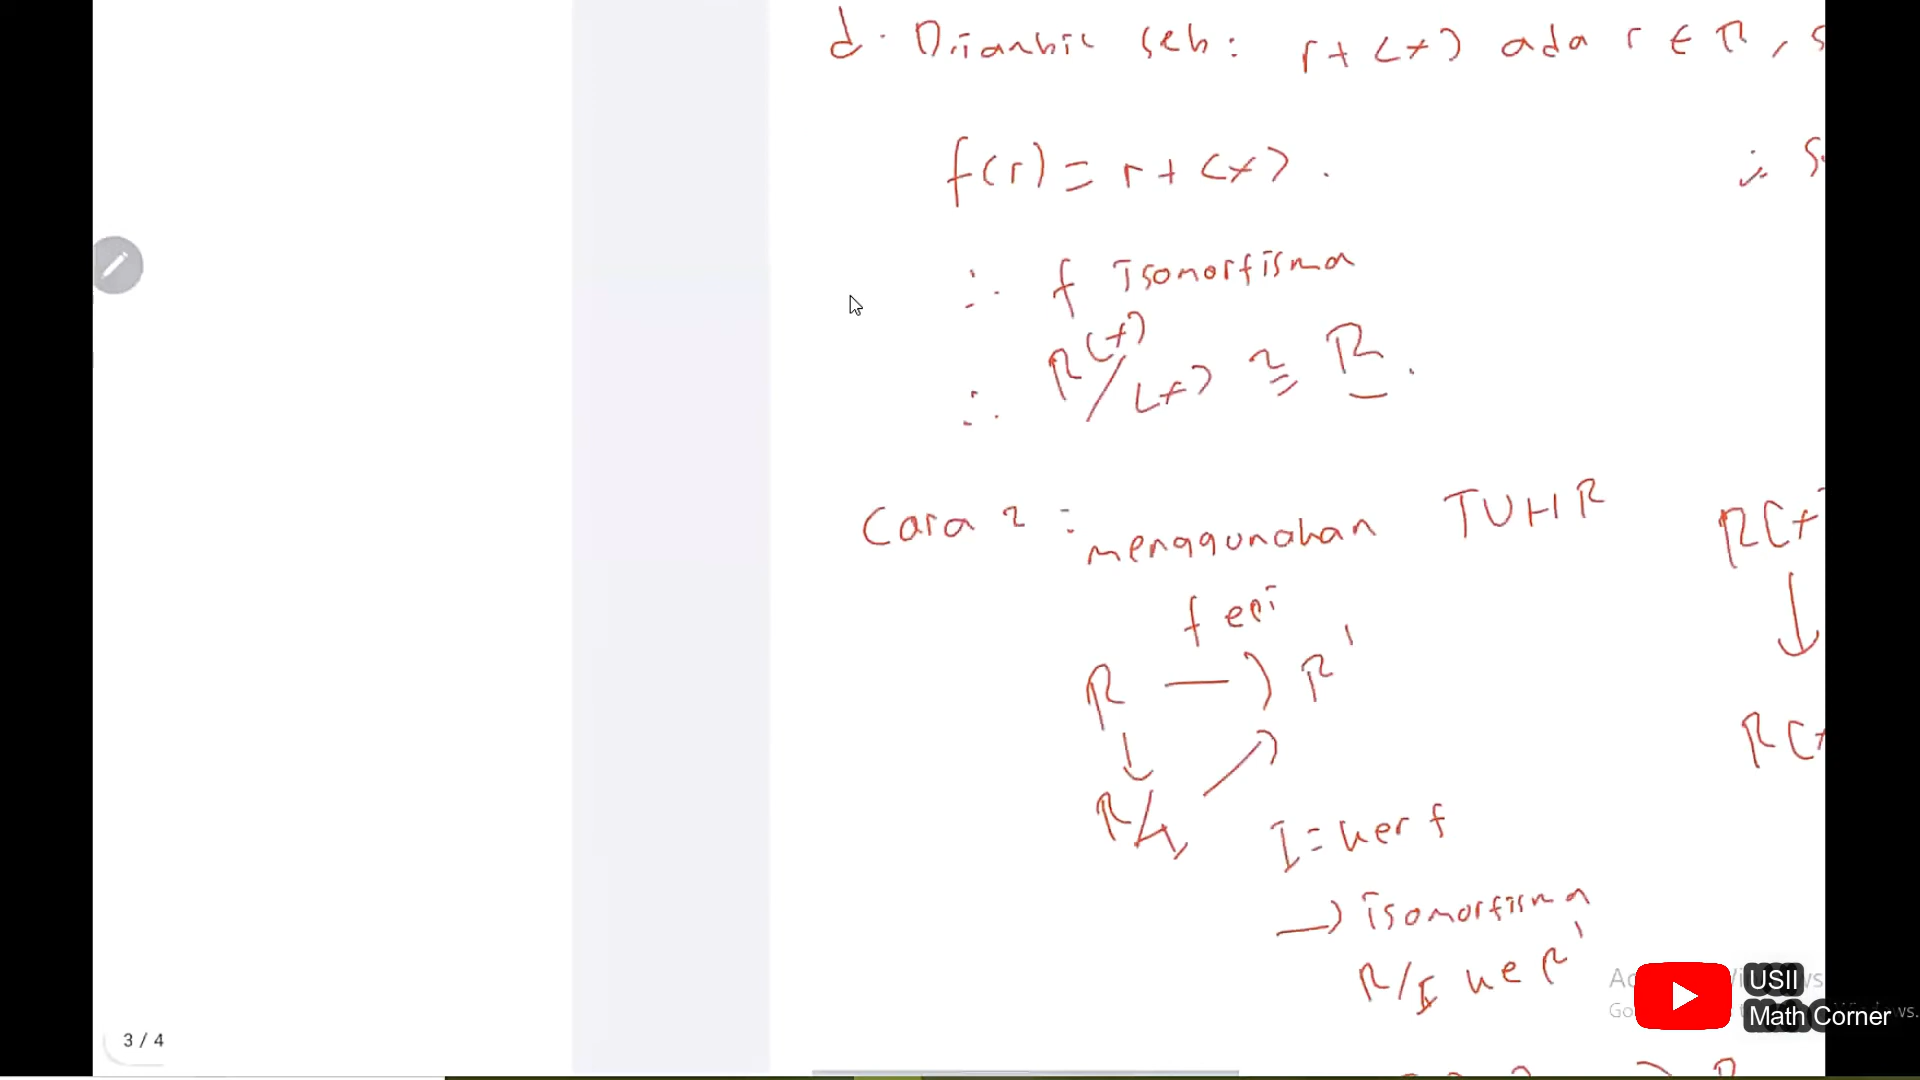 d. Diambil seb: r + <x> ada r ∈ R, s
f(r) = r + <x>.
∴ f isomorfisma
∴ R[x]/<x> ≅ R.
Cara 2 : menggunakan TUHR
f epi
R → R'
↓
R/I
I = ker f
→ isomorfisma
R/I ke R'
R[x
↓
R[x
3 / 4
USII
Math Corner